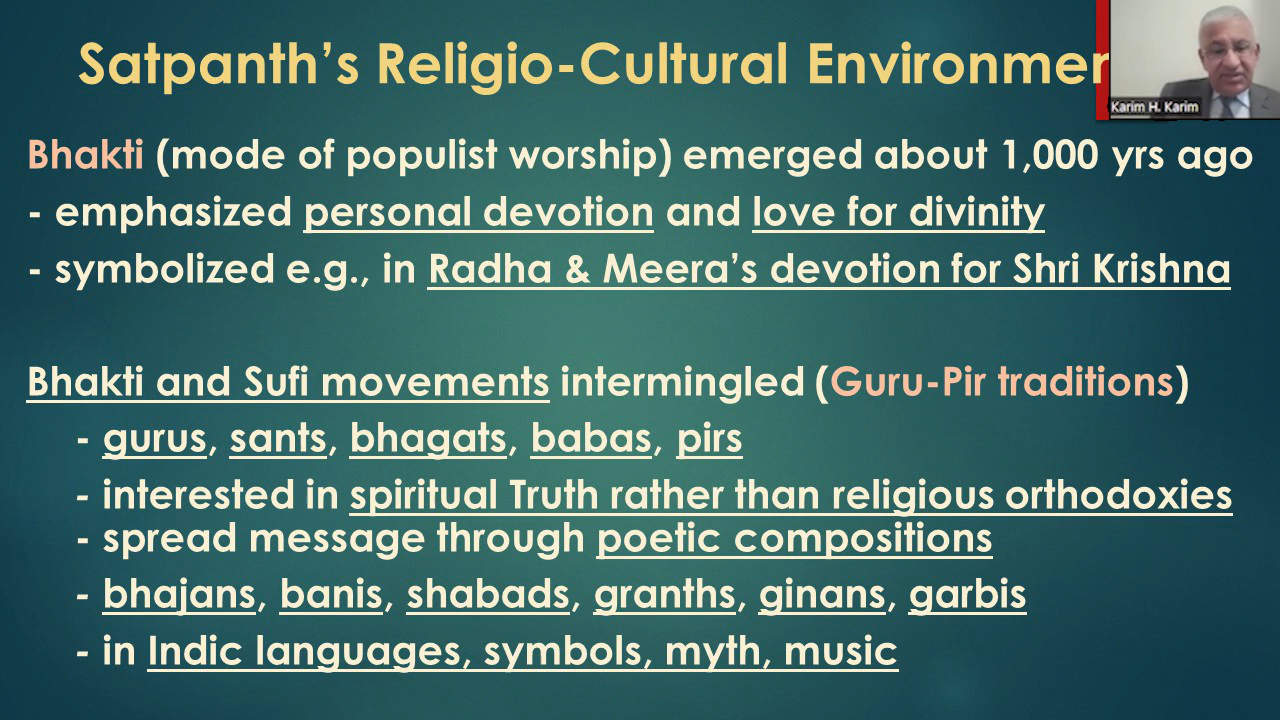 Satpanth's Religio-Cultural Environmen
Karim H. Karim
Bhakti (mode of populist worship) emerged about 1,000 yrs ago
- emphasized personal devotion and love for divinity
- symbolized e.g., in Radha & Meera's devotion for Shri Krishna
Bhakti and Sufi movements intermingled (Guru-Pir traditions)
- gurus, sants, bhagats, babas, pirs
- interested in spiritual Truth rather than religious orthodoxies
- spread message through poetic compositions
- bhajans, banis, shabads, granths, ginans, garbis
- in Indic languages, symbols, myth, music